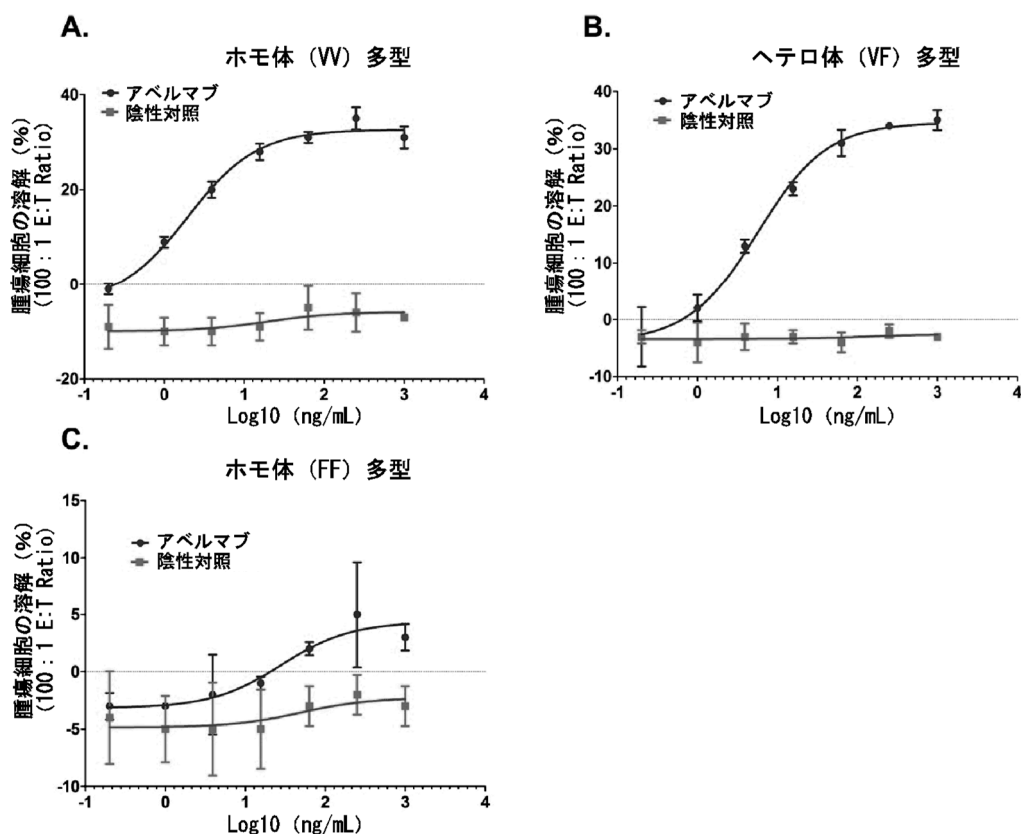 A.
ホモ体 (VV) 多型
アベルマブ
陰性対照
腫瘍細胞の溶解 (%)
(100 : 1 E:T Ratio)
40
20
0
-20
-1
0
1
2
3
4
Log10 (ng/mL)
B.
ヘテロ体 (VF) 多型
アベルマブ
陰性対照
腫瘍細胞の溶解 (%)
(100 : 1 E:T Ratio)
40
30
20
10
0
-10
-1
0
1
2
3
4
Log10 (ng/mL)
C.
ホモ体 (FF) 多型
アベルマブ
陰性対照
腫瘍細胞の溶解 (%)
(100 : 1 E:T Ratio)
15
10
5
0
-5
-10
-1
0
1
2
3
4
Log10 (ng/mL)